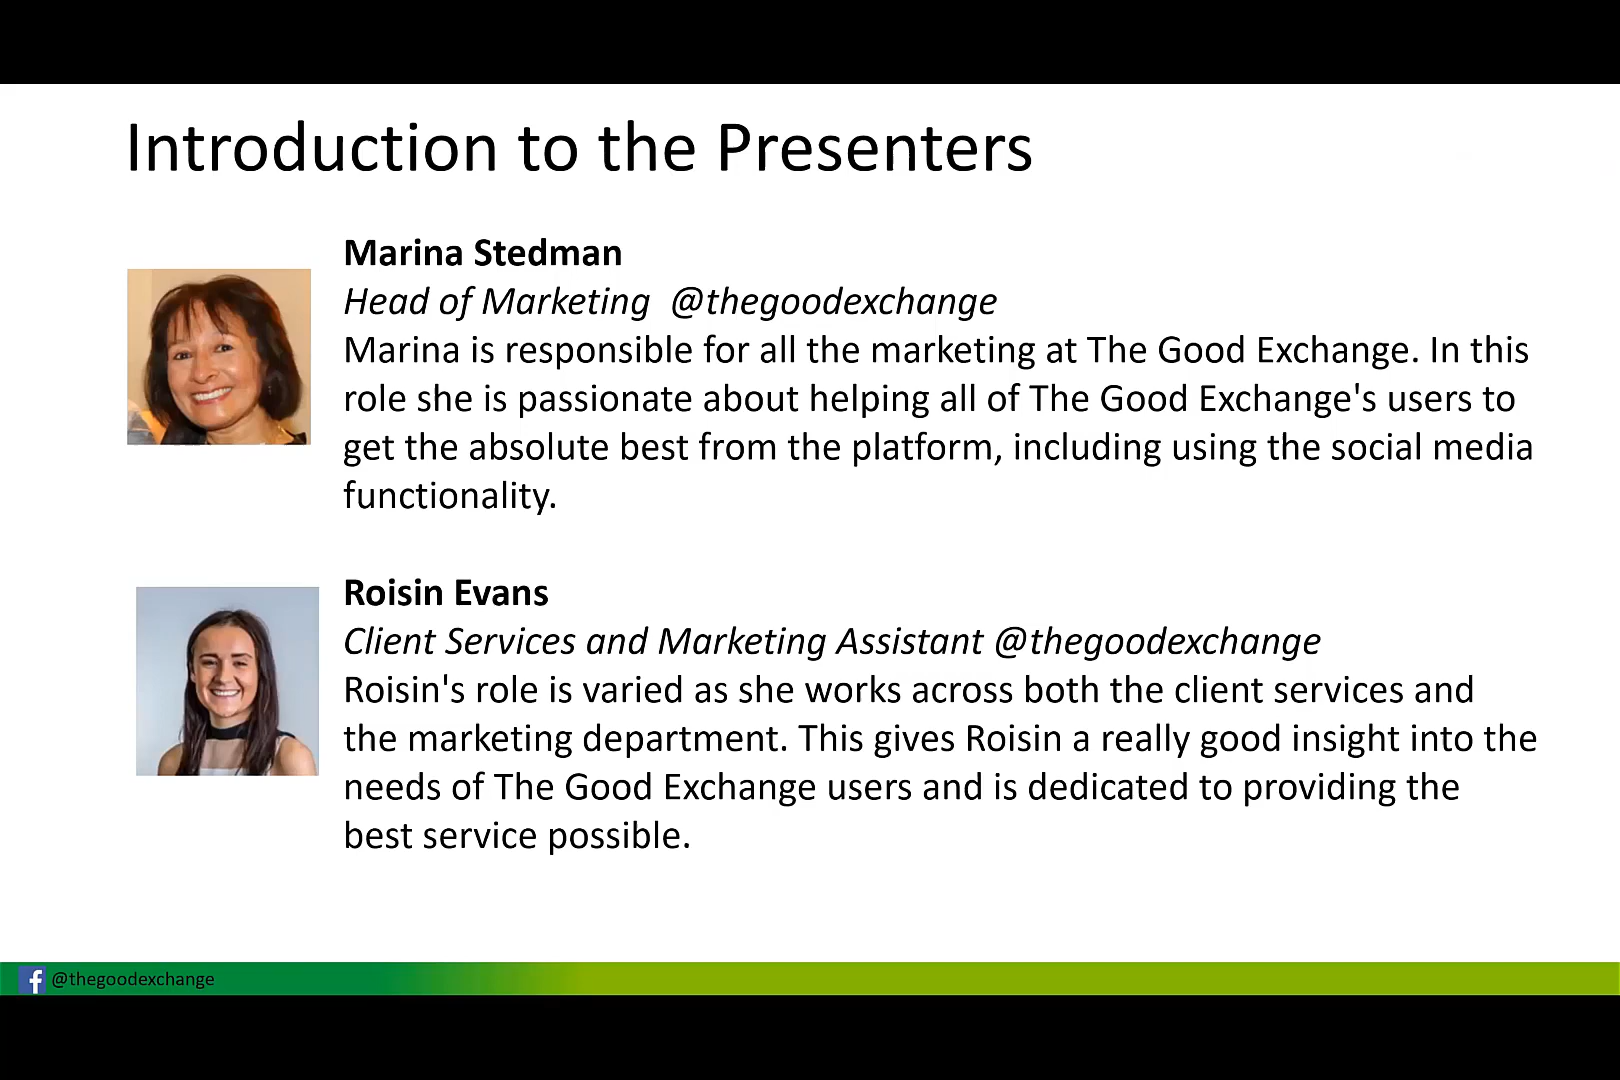 Introduction to the Presenters
Marina Stedman
Head of Marketing @thegoodexchange
Marina is responsible for all the marketing at The Good Exchange. In this
role she is passionate about helping all of The Good Exchange's users to
get the absolute best from the platform, including using the social media
functionality.
Roisin Evans
Client Services and Marketing Assistant @thegoodexchange
Roisin's role is varied as she works across both the client services and
the marketing department. This gives Roisin a really good insight into the
needs of The Good Exchange users and is dedicated to providing the
best service possible.
f @thegoodexchange